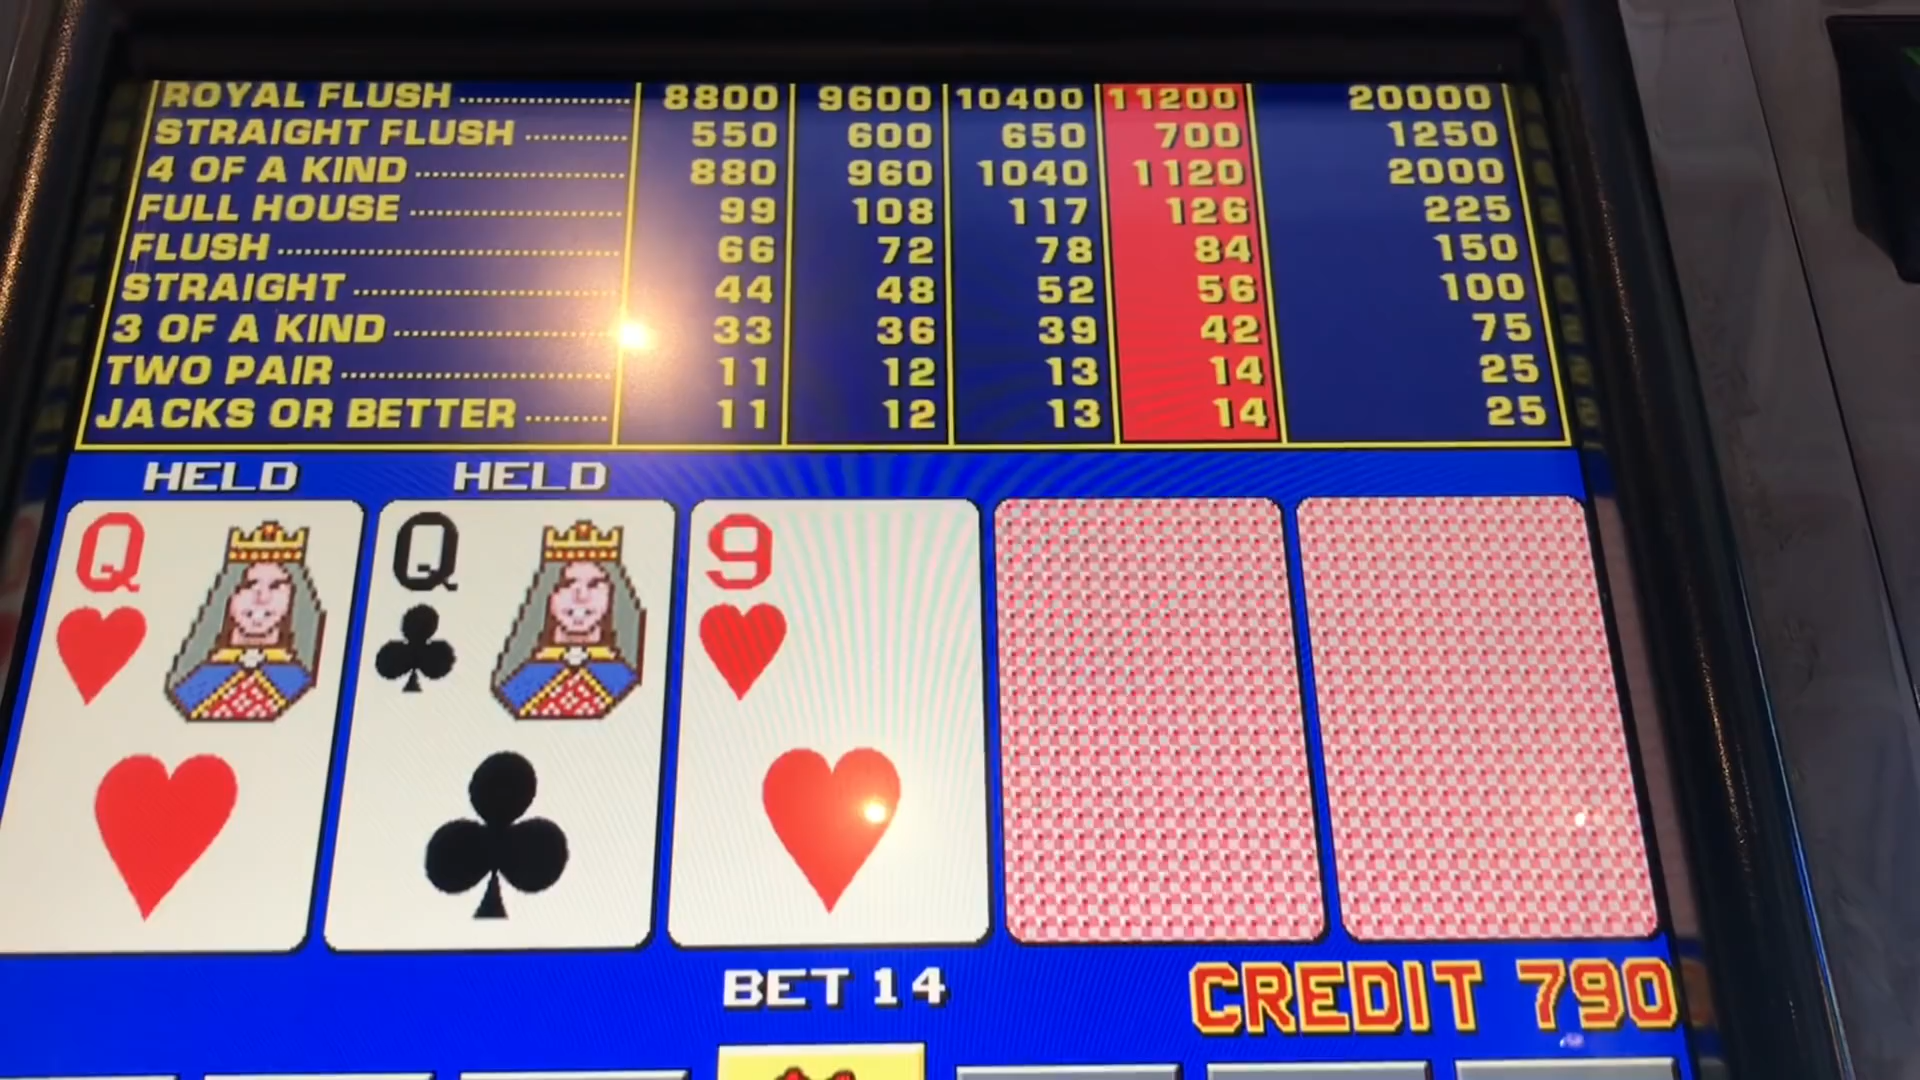 ROYAL FLUSH 8800 9600 10400 11200 20000
STRAIGHT FLUSH 550 600 650 700 1250
4 OF A KIND 880 960 1040 1120 2000
FULL HOUSE 99 108 117 126 225
FLUSH 66 72 78 84 150
STRAIGHT 44 48 52 56 100
3 OF A KIND 33 36 39 42 75
TWO PAIR 11 12 13 14 25
JACKS OR BETTER 11 12 13 14 25
HELD HELD
Q Q 9
BET 14 CREDIT 790